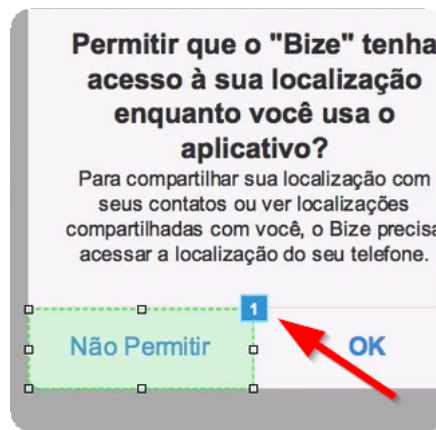 Permitir que o "Bize" tenha
acesso à sua localização
enquanto você usa o
aplicativo?
Para compartilhar sua localização com
seus contatos ou ver localizações
compartilhadas com você, o Bize precisa
acessar a localização do seu telefone.
1
Não Permitir OK